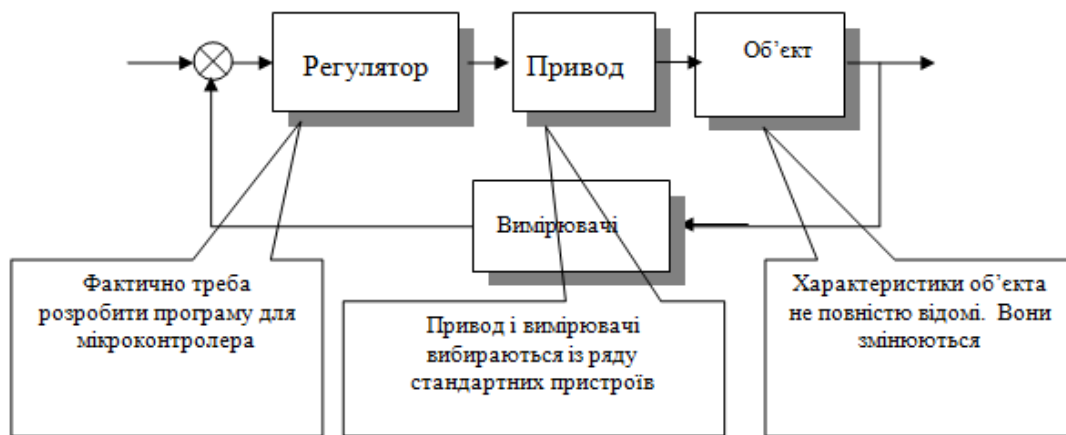 Регулятор
Привод
Об’єкт
Вимірювачі
Фактично треба
розробити програму для
мікроконтролера
Привод і вимірювачі
вибираються із ряду
стандартних пристроїв
Характеристики об’єкта
не повністю відомі. Вони
змінюються